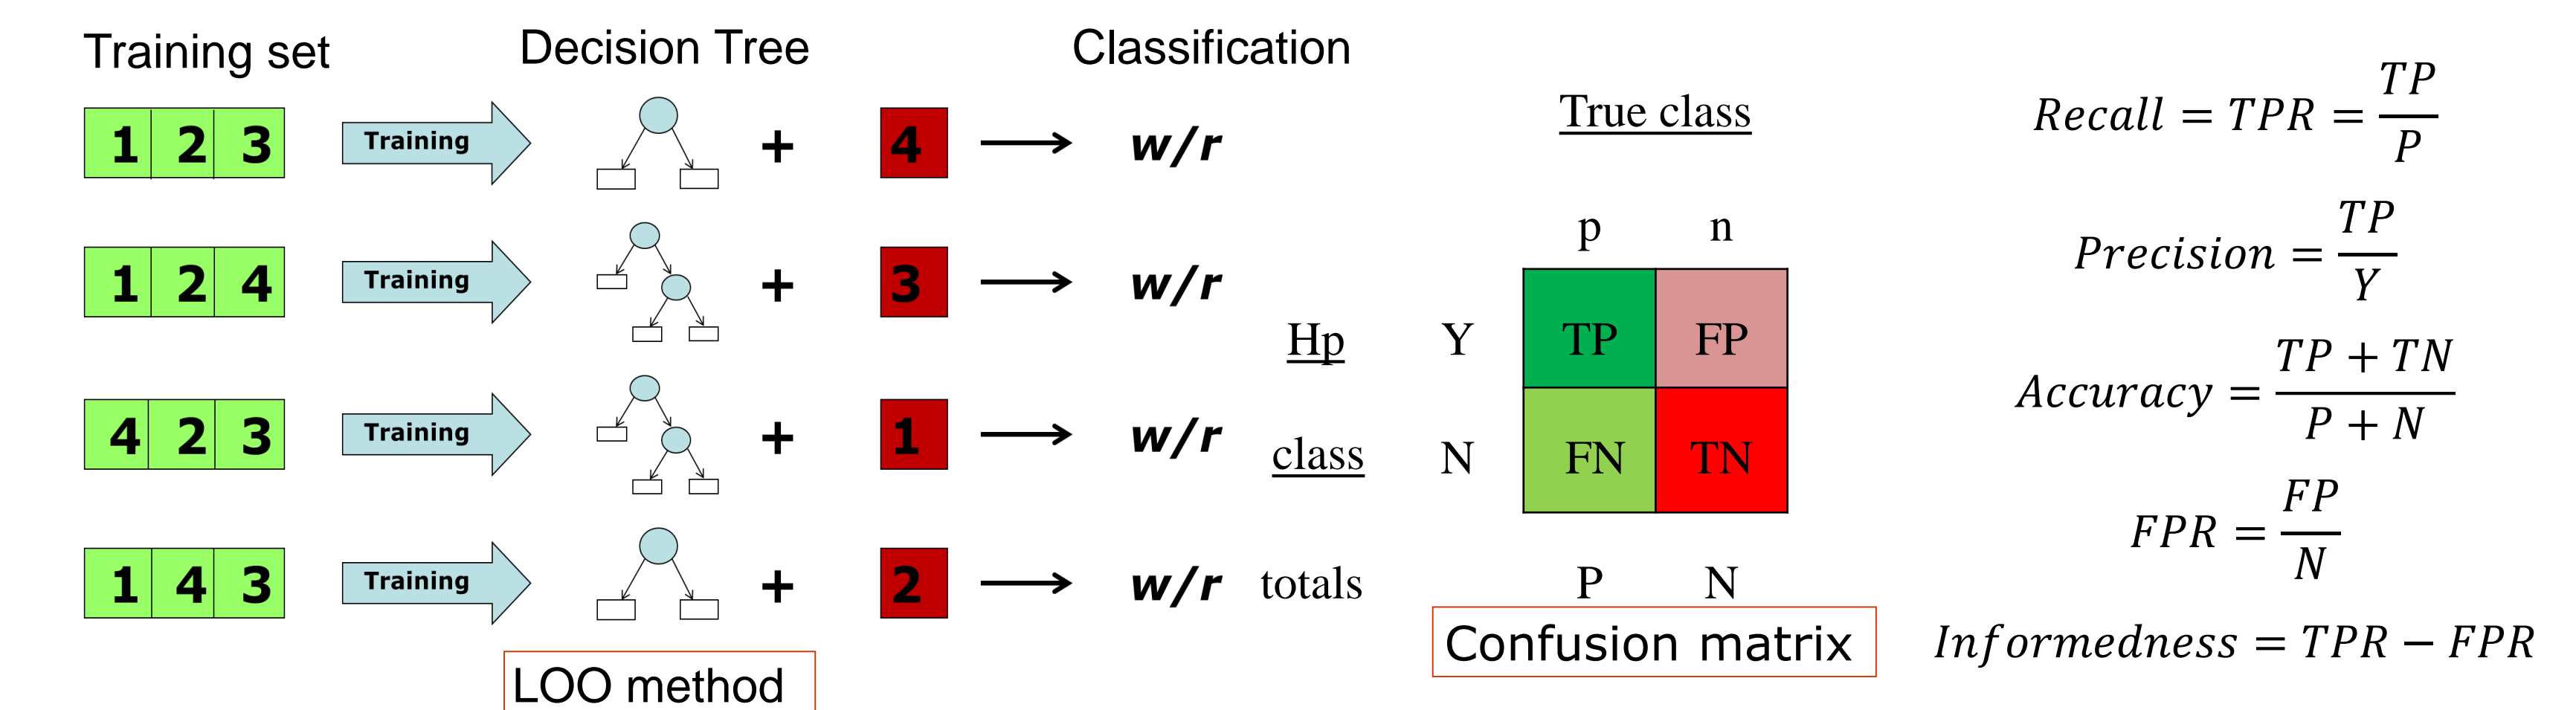 Training set Decision Tree Classification
1 2 3 Training + 4 → w/r
1 2 4 Training + 3 → w/r
4 2 3 Training + 1 → w/r
1 4 3 Training + 2 → w/r
LOO method
True class
p n
Hp Y TP FP
class N FN TN
totals P N
Confusion matrix
Recall = TPR = TP / P
Precision = TP / Y
Accuracy = TP + TN / P + N
FPR = FP / N
Informedness = TPR − FPR